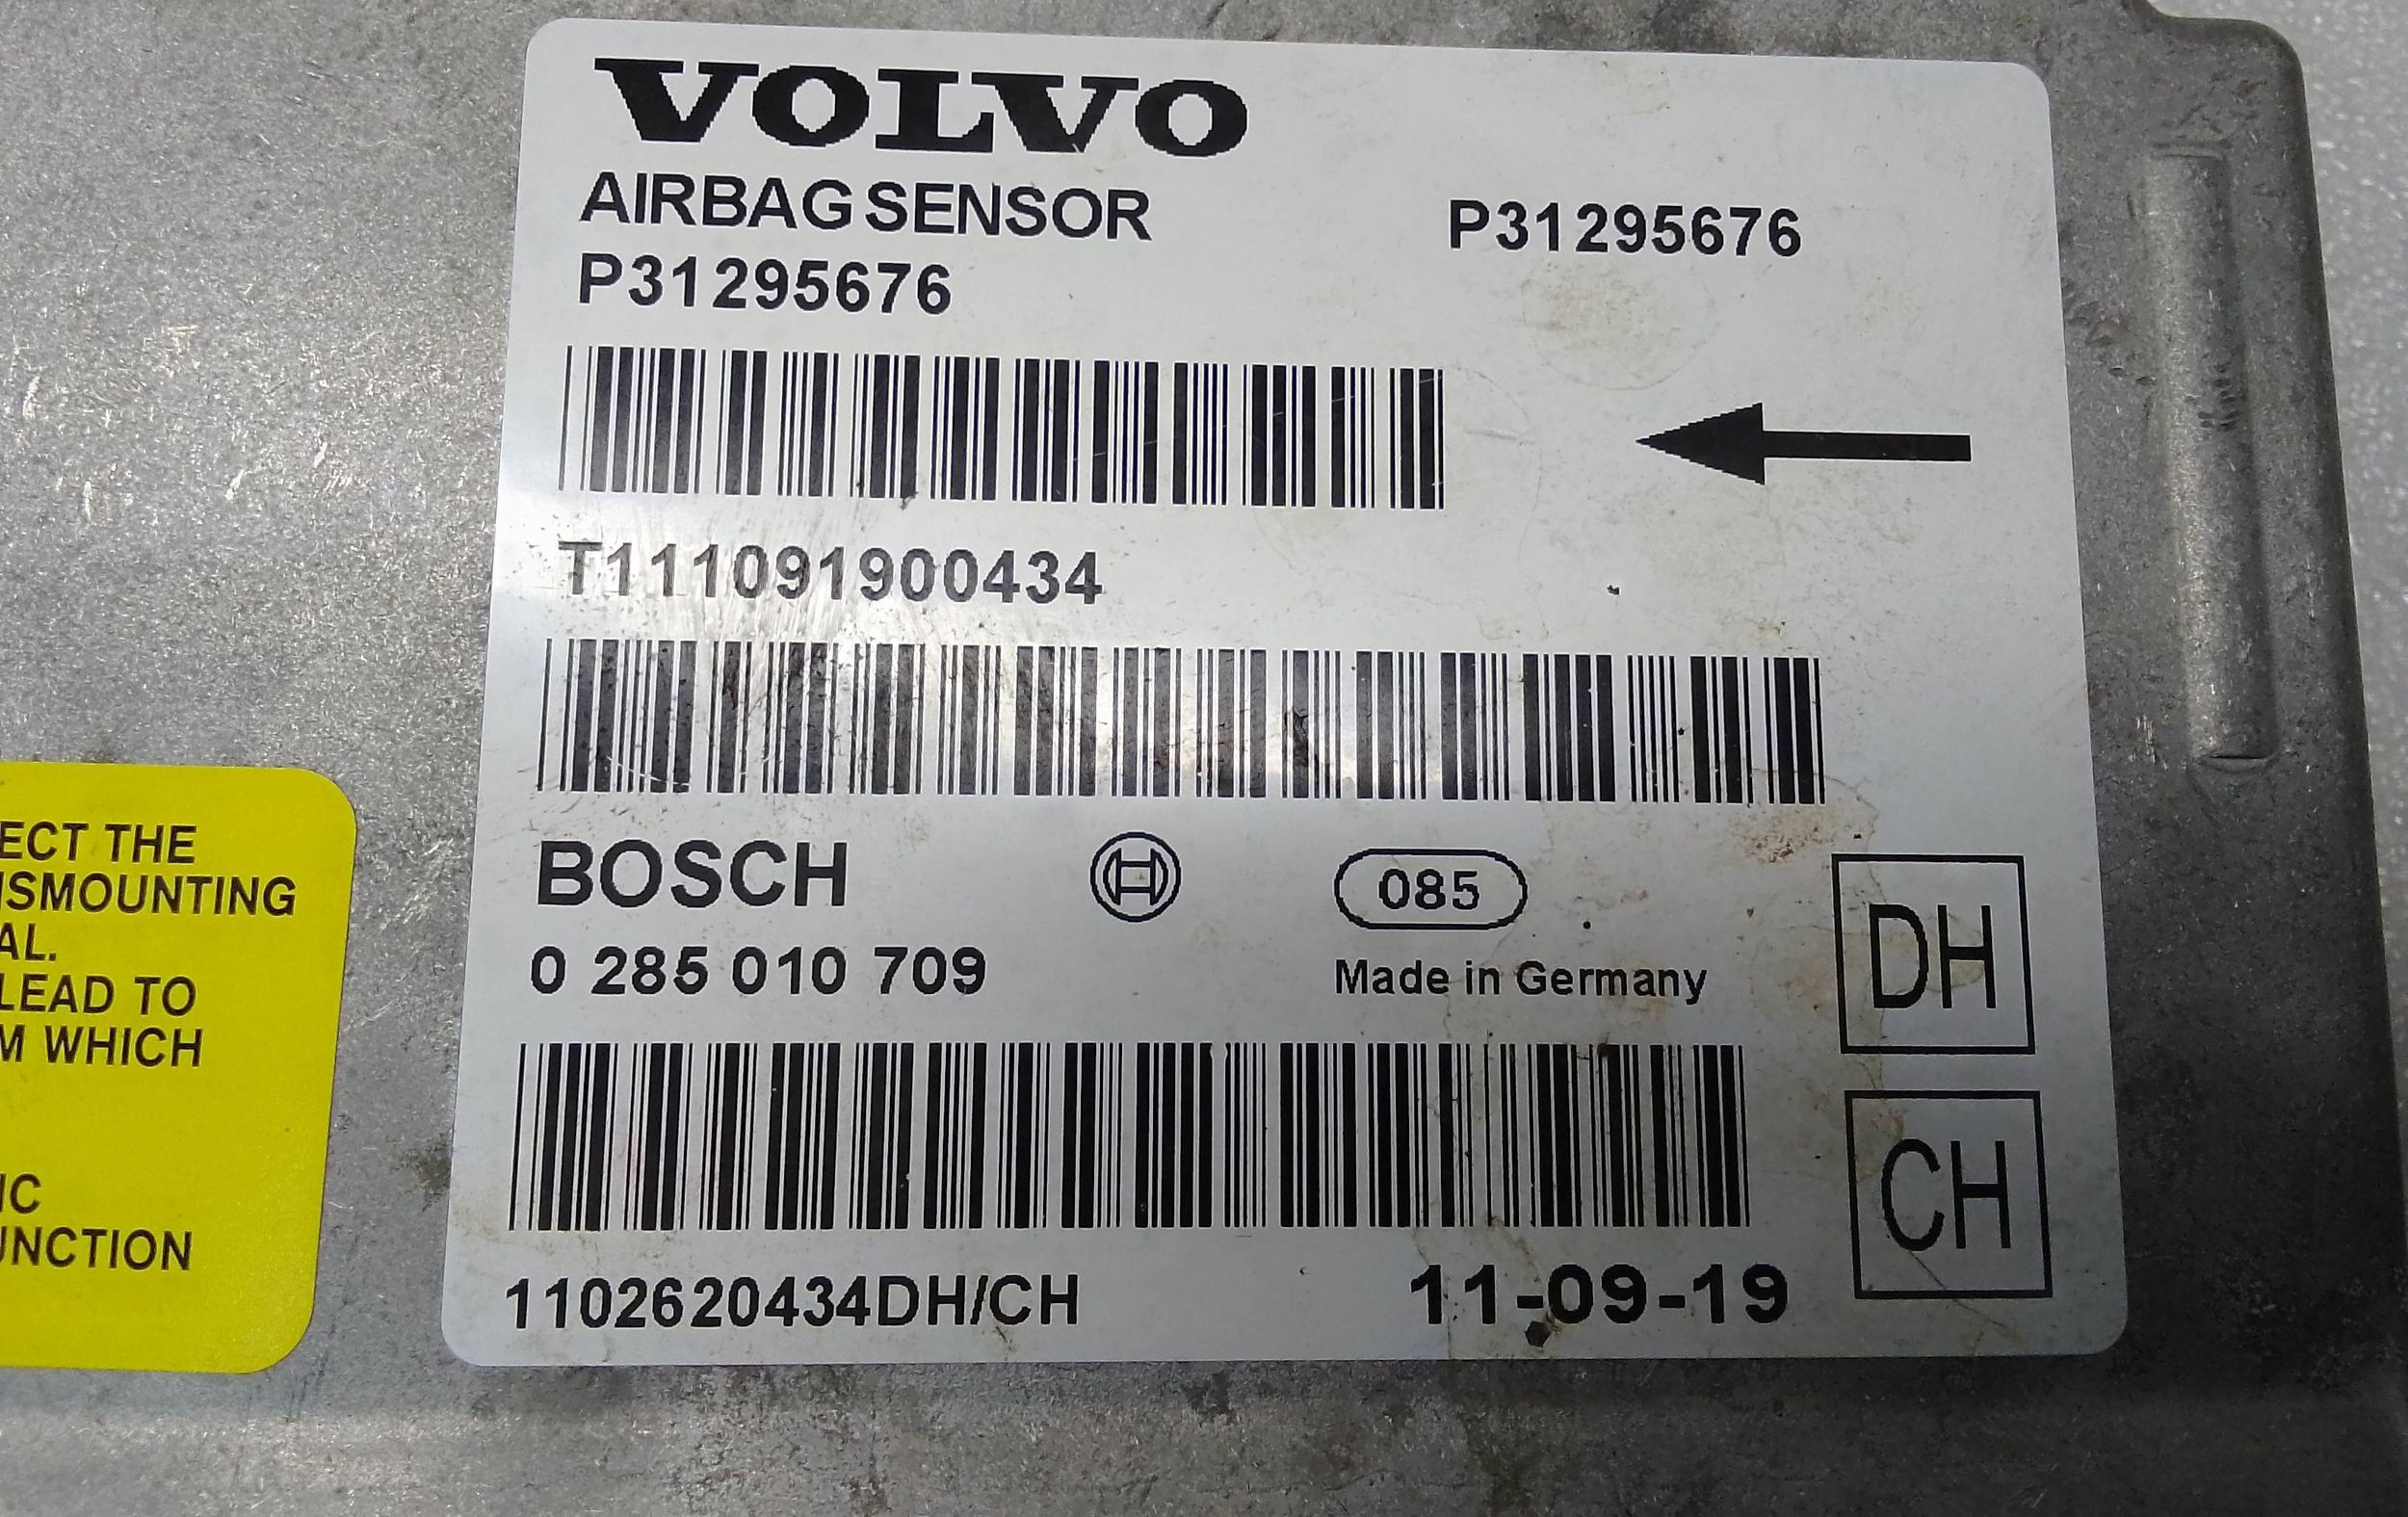 VOLVO
AIRBAG SENSOR
P31295676
P31295676
T111091900434
BOSCH
085
0 285 010 709
Made in Germany
DH
CH
1102620434DH/CH
11-09-19
ECT THE
ISMOUNTING
AL.
LEAD TO
M WHICH
IC
UNCTION